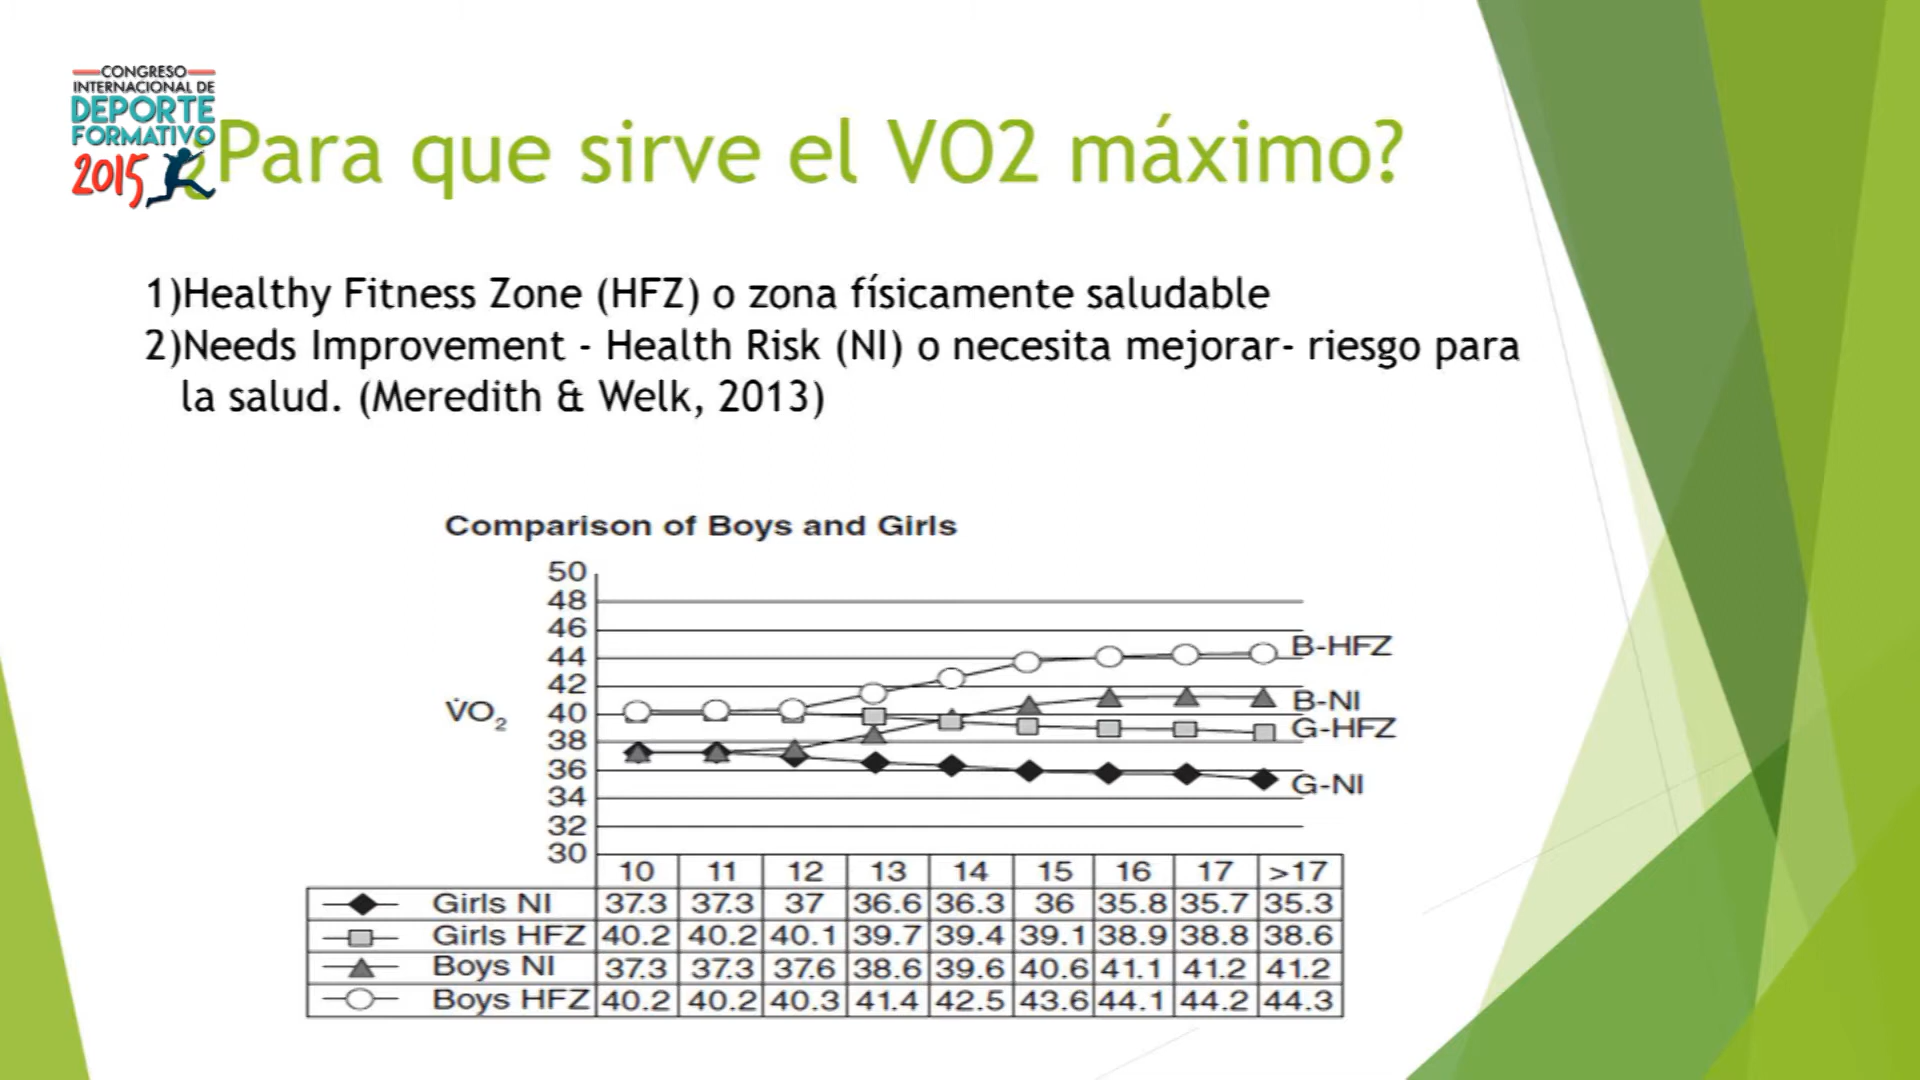 CONGRESO
INTERNACIONAL DE
DEPORTE
FORMATIVO
2015
¿Para que sirve el VO2 máximo?
1)Healthy Fitness Zone (HFZ) o zona físicamente saludable
2)Needs Improvement - Health Risk (NI) o necesita mejorar- riesgo para
la salud. (Meredith & Welk, 2013)
Comparison of Boys and Girls
50
48
46
44
42
40
38
36
34
32
30
V̇O₂
B-HFZ
B-NI
G-HFZ
G-NI
10 11 12 13 14 15 16 17 >17
Girls NI 37.3 37.3 37 36.6 36.3 36 35.8 35.7 35.3
Girls HFZ 40.2 40.2 40.1 39.7 39.4 39.1 38.9 38.8 38.6
Boys NI 37.3 37.3 37.6 38.6 39.6 40.6 41.1 41.2 41.2
Boys HFZ 40.2 40.2 40.3 41.4 42.5 43.6 44.1 44.2 44.3